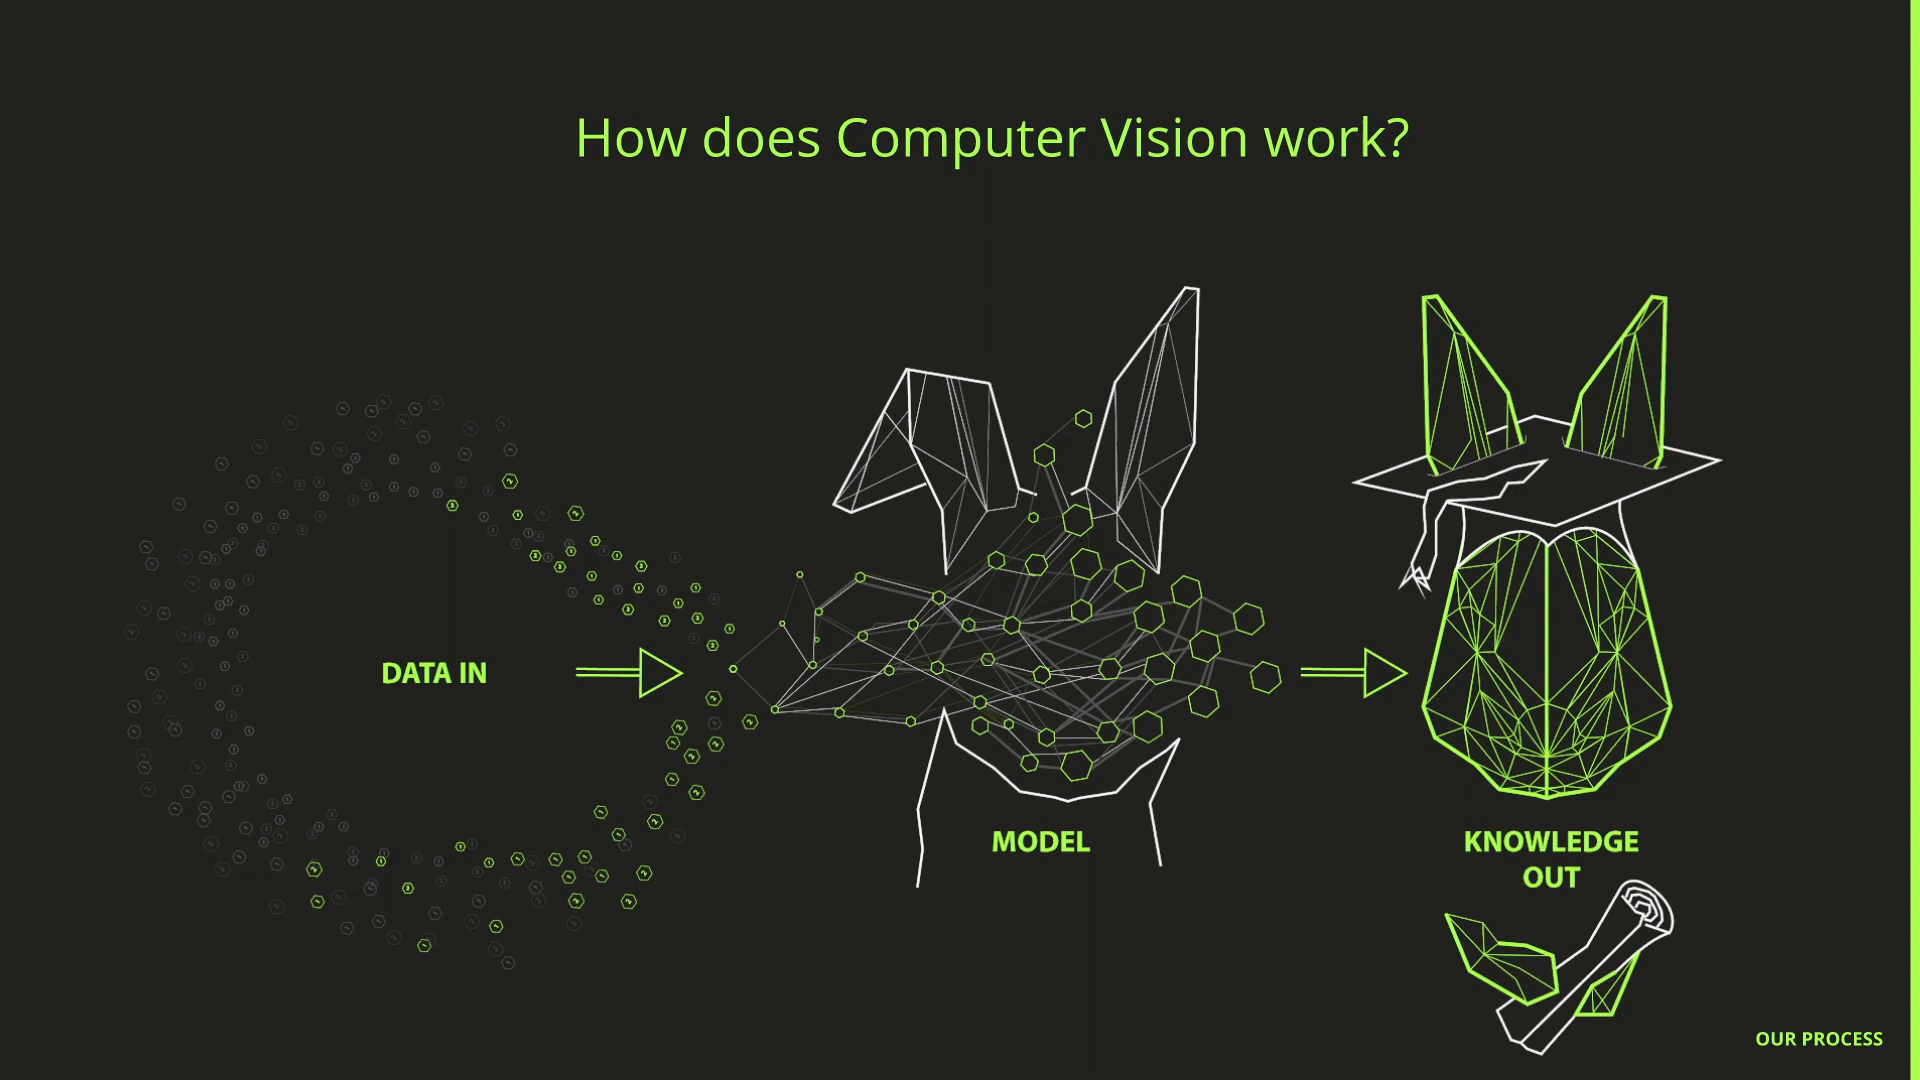 How does Computer Vision work?
DATA IN
MODEL
KNOWLEDGE
OUT
OUR PROCESS